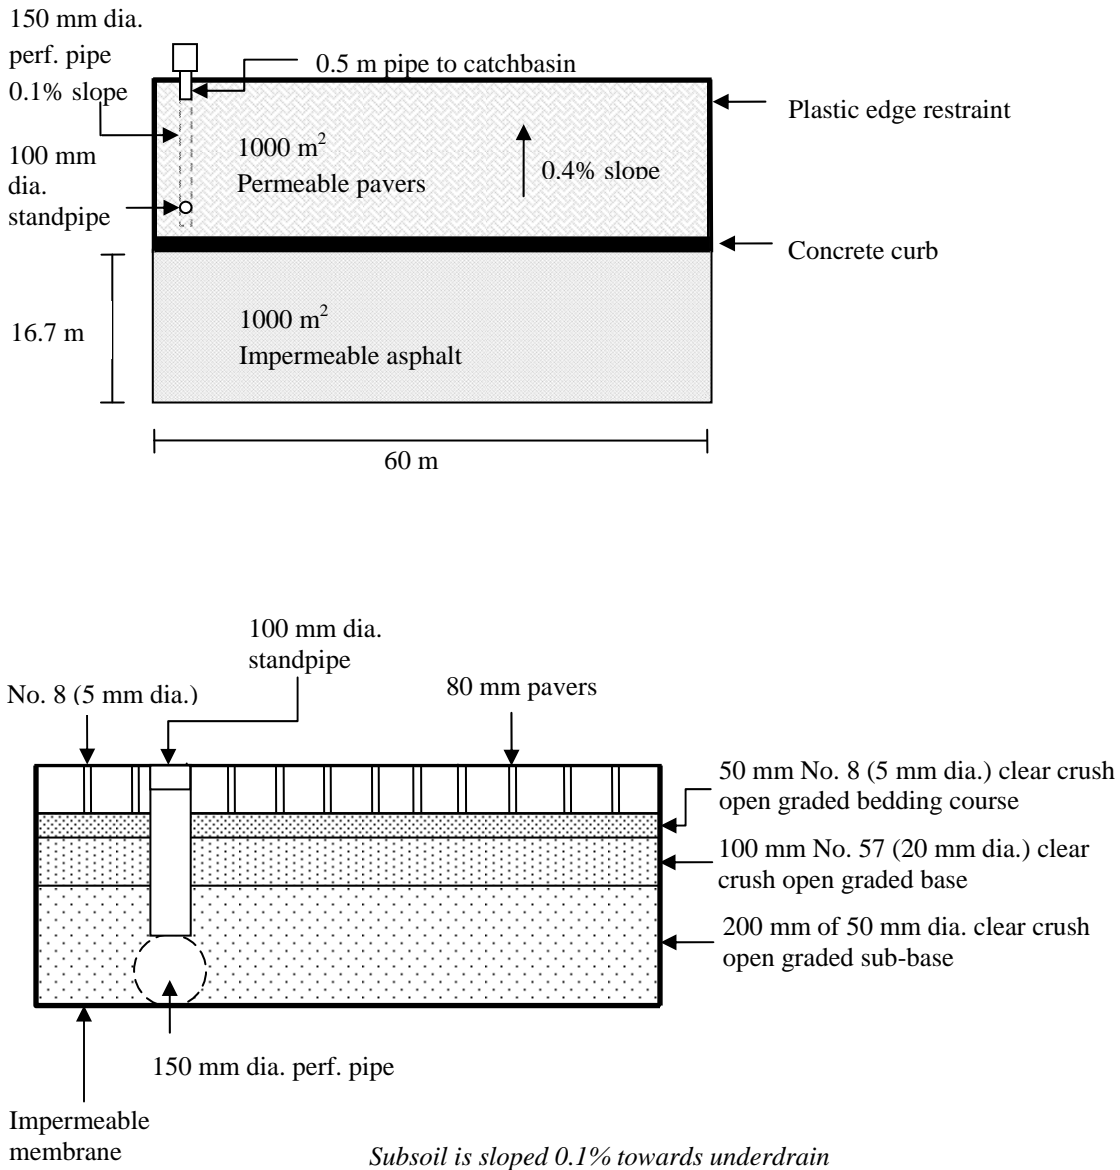 150 mm dia.
perf. pipe
0.1% slope
100 mm
dia.
standpipe
0.5 m pipe to catchbasin
Plastic edge restraint
1000 m²
Permeable pavers
0.4% slope
Concrete curb
16.7 m
1000 m²
Impermeable asphalt
60 m
100 mm dia.
standpipe
No. 8 (5 mm dia.)
80 mm pavers
50 mm No. 8 (5 mm dia.) clear crush
open graded bedding course
100 mm No. 57 (20 mm dia.) clear
crush open graded base
200 mm of 50 mm dia. clear crush
open graded sub-base
150 mm dia. perf. pipe
Impermeable
membrane
Subsoil is sloped 0.1% towards underdrain